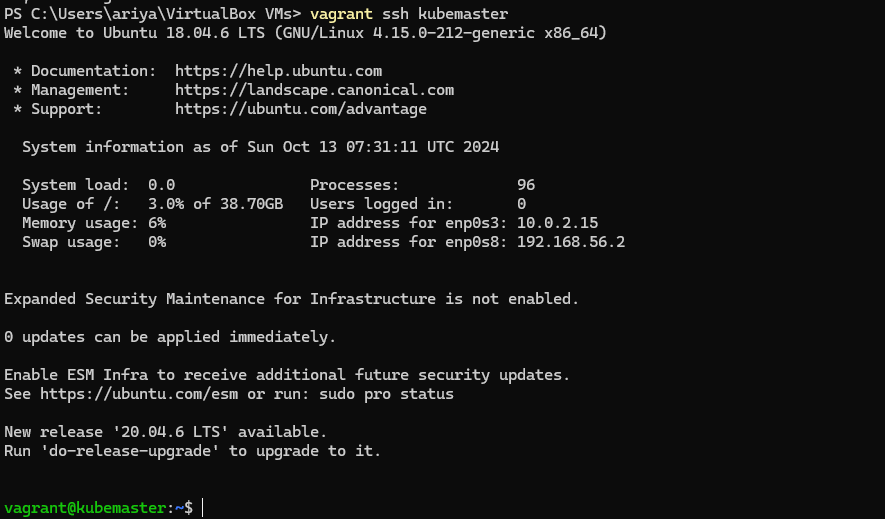 PS C:\Users\ariya\VirtualBox VMs> vagrant ssh kubemaster
Welcome to Ubuntu 18.04.6 LTS (GNU/Linux 4.15.0-212-generic x86_64)
* Documentation:  https://help.ubuntu.com
* Management:     https://landscape.canonical.com
* Support:        https://ubuntu.com/advantage
System information as of Sun Oct 13 07:31:11 UTC 2024
System load:  0.0               Processes:             96
Usage of /:   3.0% of 38.70GB   Users logged in:       0
Memory usage: 6%                IP address for enp0s3: 10.0.2.15
Swap usage:   0%                IP address for enp0s8: 192.168.56.2
Expanded Security Maintenance for Infrastructure is not enabled.
0 updates can be applied immediately.
Enable ESM Infra to receive additional future security updates.
See https://ubuntu.com/esm or run: sudo pro status
New release '20.04.6 LTS' available.
Run 'do-release-upgrade' to upgrade to it.
vagrant@kubemaster:~$